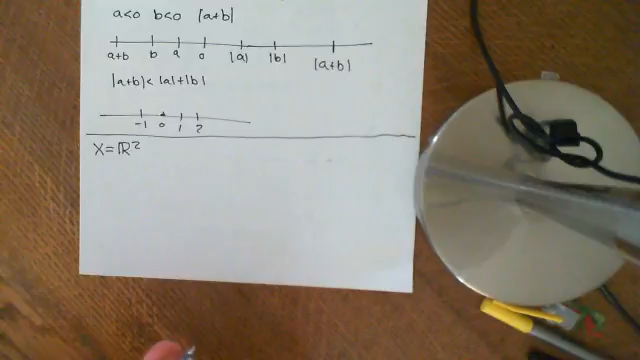 a<0 b<0 |a+b|
a+b b a 0 |a| |b| |a+b|
|a+b|<|a|+|b|
-1 0 1 2
X=ℝ²